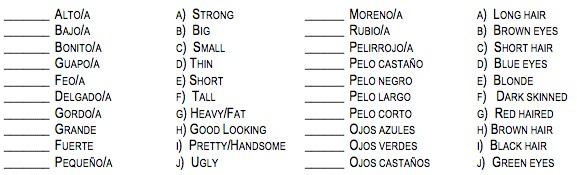 ______ ALTO/A A) STRONG ______ MORENO/A A) LONG HAIR
______ BAJO/A B) BIG ______ RUBIO/A B) BROWN EYES
______ BONITO/A C) SMALL ______ PELIRROJO/A C) SHORT HAIR
______ GUAPO/A D) THIN ______ PELO CASTAÑO D) BLUE EYES
______ FEO/A E) SHORT ______ PELO NEGRO E) BLONDE
______ DELGADO/A F) TALL ______ PELO LARGO F) DARK SKINNED
______ GORDO/A G) HEAVY/FAT ______ PELO CORTO G) RED HAIRED
______ GRANDE H) GOOD LOOKING ______ OJOS AZULES H) BROWN HAIR
______ FUERTE I) PRETTY/HANDSOME ______ OJOS VERDES I) BLACK HAIR
______ PEQUEÑO/A J) UGLY ______ OJOS CASTAÑOS J) GREEN EYES